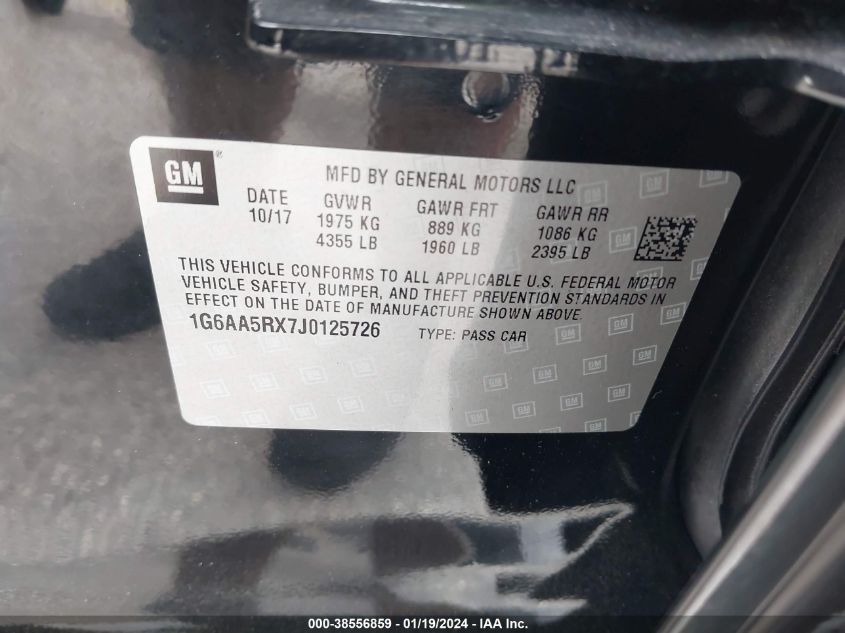 GM®
MFD BY GENERAL MOTORS LLC
DATE GVWR GAWR FRT GAWR RR
10/17 1975 KG 889 KG 1086 KG
4355 LB 1960 LB 2395 LB
THIS VEHICLE CONFORMS TO ALL APPLICABLE U.S. FEDERAL MOTOR
VEHICLE SAFETY, BUMPER, AND THEFT PREVENTION STANDARDS IN
EFFECT ON THE DATE OF MANUFACTURE SHOWN ABOVE.
1G6AA5RX7J0125726 TYPE: PASS CAR
000-38556859 - 01/19/2024 - IAA Inc.